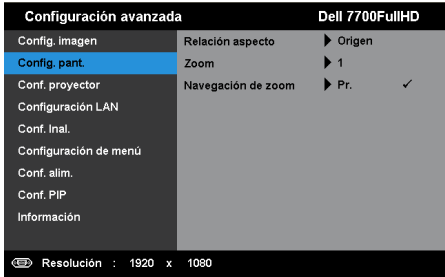 Configuración avanzada Dell 7700FullHD
Config. imagen Relación aspecto Origen
Config. pant. Zoom 1
Conf. proyector Navegación de zoom Pr. ✓
Configuración LAN
Conf. Inal.
Configuración de menú
Conf. alim.
Conf. PIP
Información
Resolución : 1920 x 1080